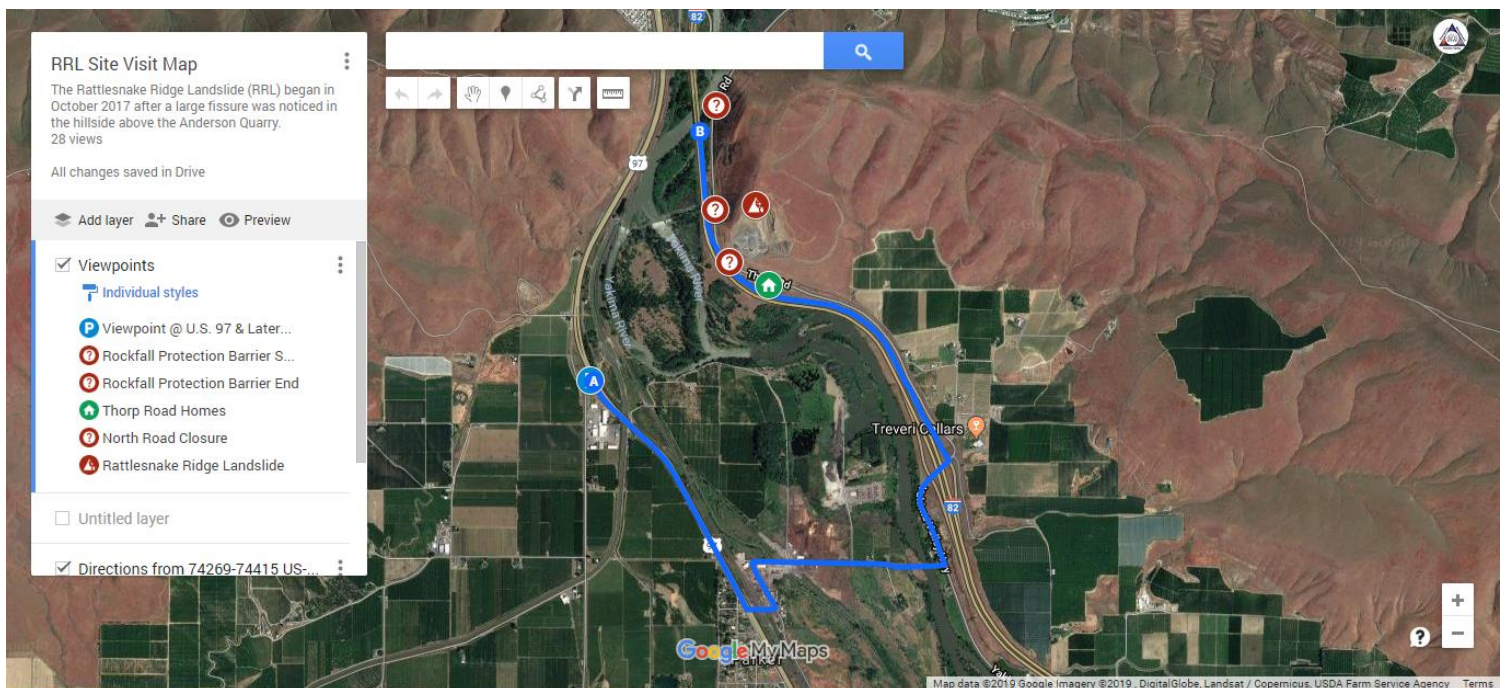 RRL Site Visit Map
The Rattlesnake Ridge Landslide (RRL) began in
October 2017 after a large fissure was noticed in
the hillside above the Anderson Quarry.
28 views
All changes saved in Drive
Add layer
Share
Preview
Viewpoints
Individual styles
P
Viewpoint @ U.S. 97 & Later...
?
Rockfall Protection Barrier S...
?
Rockfall Protection Barrier End
Thorp Road Homes
?
North Road Closure
Rattlesnake Ridge Landslide
Untitled layer
Directions from 74269-74415 US-...
82
Rd
?
B
97
?
?
Yakima River
Yakima River
A
Treveri Cellars
82
Google My Maps
Parker
+
−
?
Map data ©2019 Google Imagery ©2019 , DigitalGlobe, Landsat / Copernicus, USDA Farm Service Agency
Terms